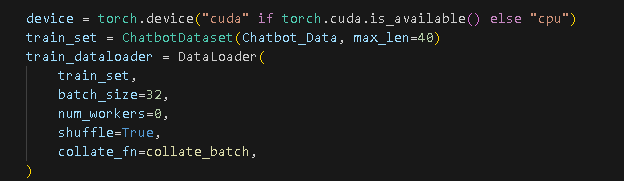 device = torch.device("cuda" if torch.cuda.is_available() else "cpu")
train_set = ChatbotDataset(Chatbot_Data, max_len=40)
train_dataloader = DataLoader(
    train_set,
    batch_size=32,
    num_workers=0,
    shuffle=True,
    collate_fn=collate_batch,
)